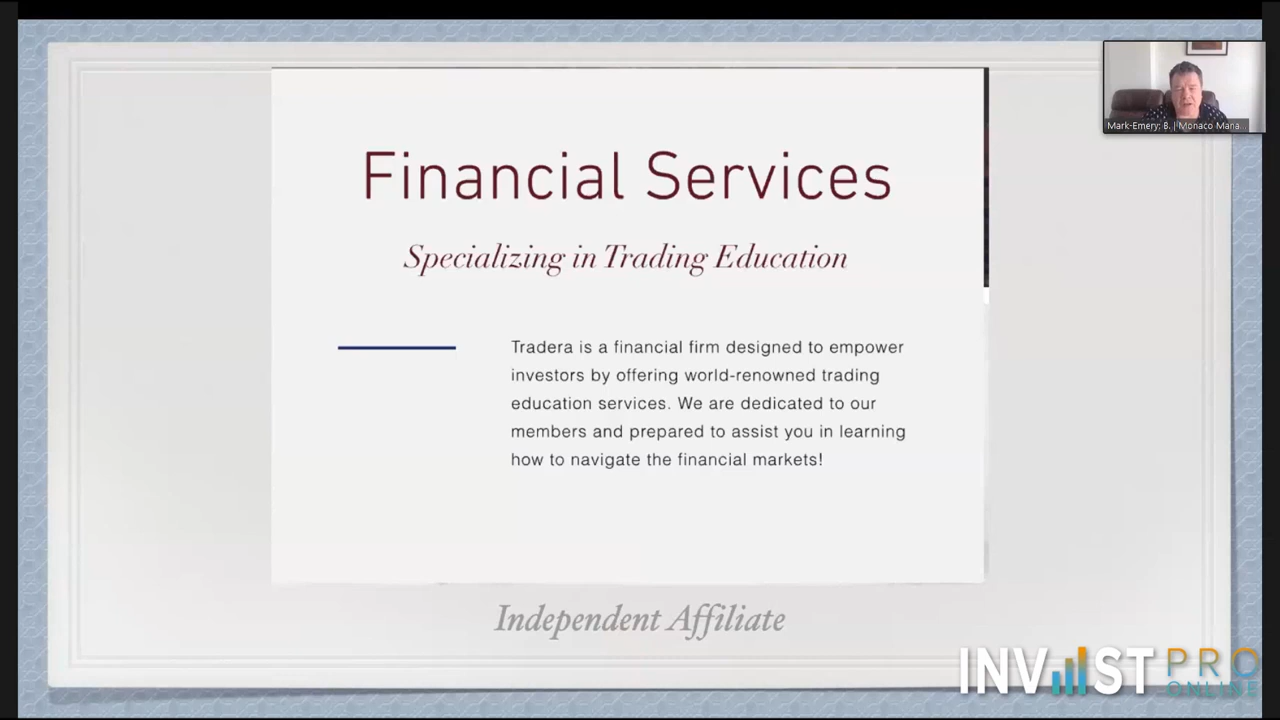 Financial Services
Specializing in Trading Education
Tradera is a financial firm designed to empower
investors by offering world-renowned trading
education services. We are dedicated to our
members and prepared to assist you in learning
how to navigate the financial markets!
Independent Affiliate
Mark-Emery: B. | Monaco Mana...
INVEST PRO
ONLINE